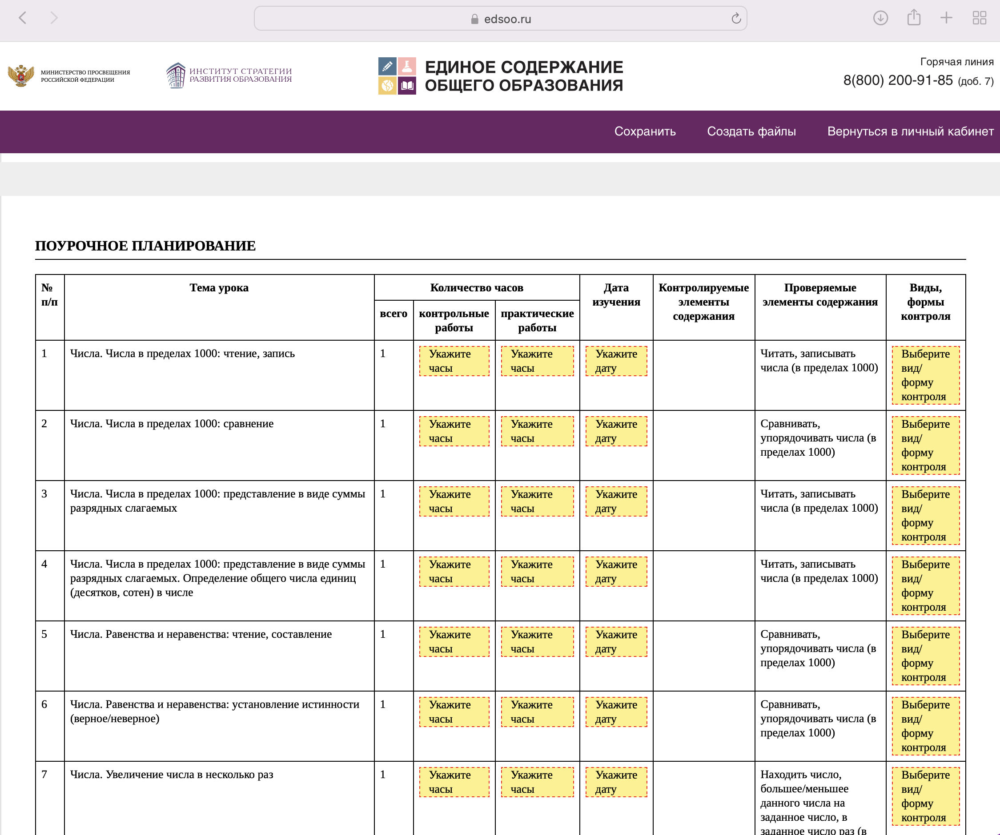 edsoo.ru
МИНИСТЕРСТВО ПРОСВЕЩЕНИЯ
РОССИЙСКОЙ ФЕДЕРАЦИИ
ИНСТИТУТ СТРАТЕГИИ
РАЗВИТИЯ ОБРАЗОВАНИЯ
ЕДИНОЕ СОДЕРЖАНИЕ
ОБЩЕГО ОБРАЗОВАНИЯ
Горячая линия
8(800) 200-91-85 (доб. 7)
Сохранить Создать файлы Вернуться в личный кабинет
ПОУРОЧНОЕ ПЛАНИРОВАНИЕ
№
п/п
Тема урока
Количество часов
всего
контрольные
работы
практические
работы
Дата
изучения
Контролируемые
элементы
содержания
Проверяемые
элементы содержания
Виды,
формы
контроля
1
Числа. Числа в пределах 1000: чтение, запись
1
Укажите
часы
Укажите
часы
Укажите
дату
Читать, записывать
числа (в пределах 1000)
Выберите
вид/
форму
контроля
2
Числа. Числа в пределах 1000: сравнение
1
Укажите
часы
Укажите
часы
Укажите
дату
Сравнивать,
упорядочивать числа (в
пределах 1000)
Выберите
вид/
форму
контроля
3
Числа. Числа в пределах 1000: представление в виде суммы
разрядных слагаемых
1
Укажите
часы
Укажите
часы
Укажите
дату
Читать, записывать
числа (в пределах 1000)
Выберите
вид/
форму
контроля
4
Числа. Числа в пределах 1000: представление в виде суммы
разрядных слагаемых. Определение общего числа единиц
(десятков, сотен) в числе
1
Укажите
часы
Укажите
часы
Укажите
дату
Читать, записывать
числа (в пределах 1000)
Выберите
вид/
форму
контроля
5
Числа. Равенства и неравенства: чтение, составление
1
Укажите
часы
Укажите
часы
Укажите
дату
Сравнивать,
упорядочивать числа (в
пределах 1000)
Выберите
вид/
форму
контроля
6
Числа. Равенства и неравенства: установление истинности
(верное/неверное)
1
Укажите
часы
Укажите
часы
Укажите
дату
Сравнивать,
упорядочивать числа (в
пределах 1000)
Выберите
вид/
форму
контроля
7
Числа. Увеличение числа в несколько раз
1
Укажите
часы
Укажите
часы
Укажите
дату
Находить число,
большее/меньшее
данного числа на
заданное число, в
заданное число раз (в
Выберите
вид/
форму
контроля